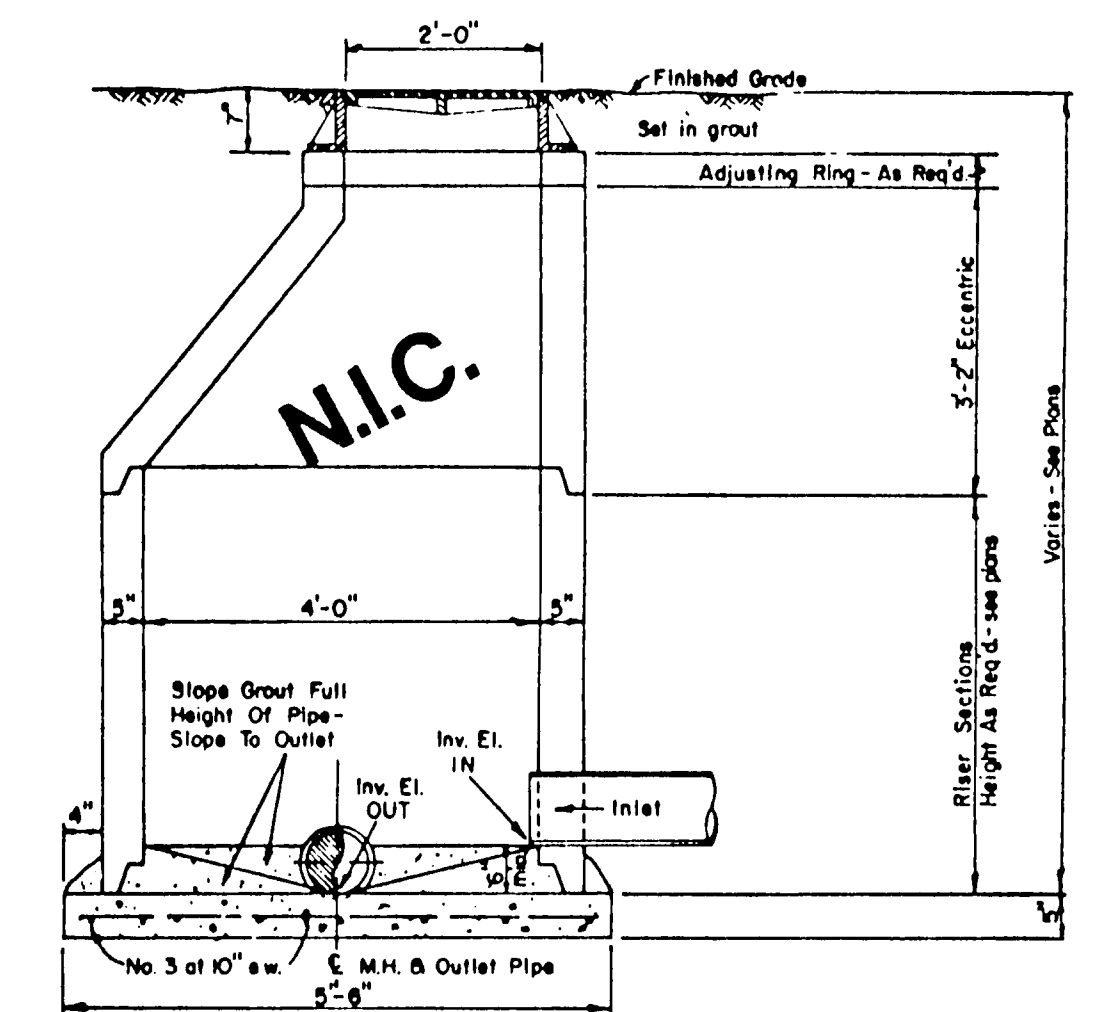 2'-0"
Finished Grade
Set in grout
Adjusting Ring - As Req'd.
3'-2" Eccentric
N.I.C.
Varies - See Plans
5"
4'-0"
5"
Riser Sections
Height As Req'd. - see plans
Slope Grout Full
Height Of Pipe -
Slope To Outlet
Inv. El.
IN
Inv. El.
OUT
Inlet
4"
Min.
No. 3 at 10" e.w.
℄ M.H. & Outlet Pipe
5'-6"